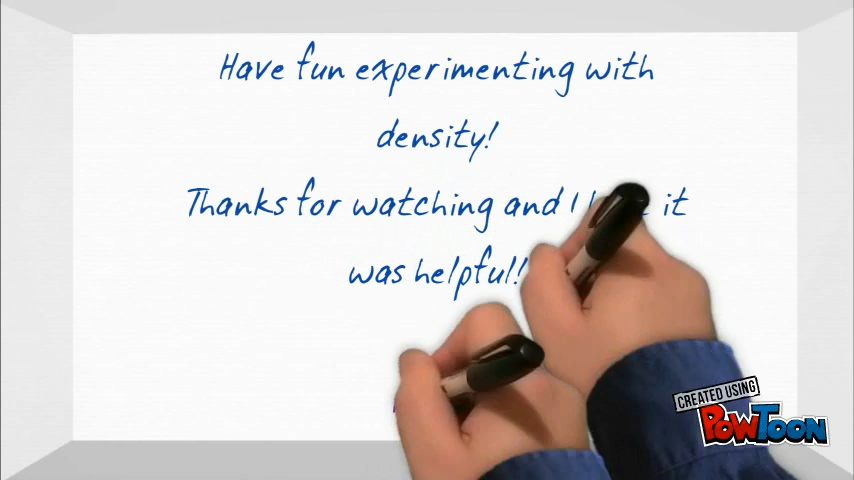 Have fun experimenting with
density!
Thanks for watching and I it
was helpful!
CREATED USING
POWTOON